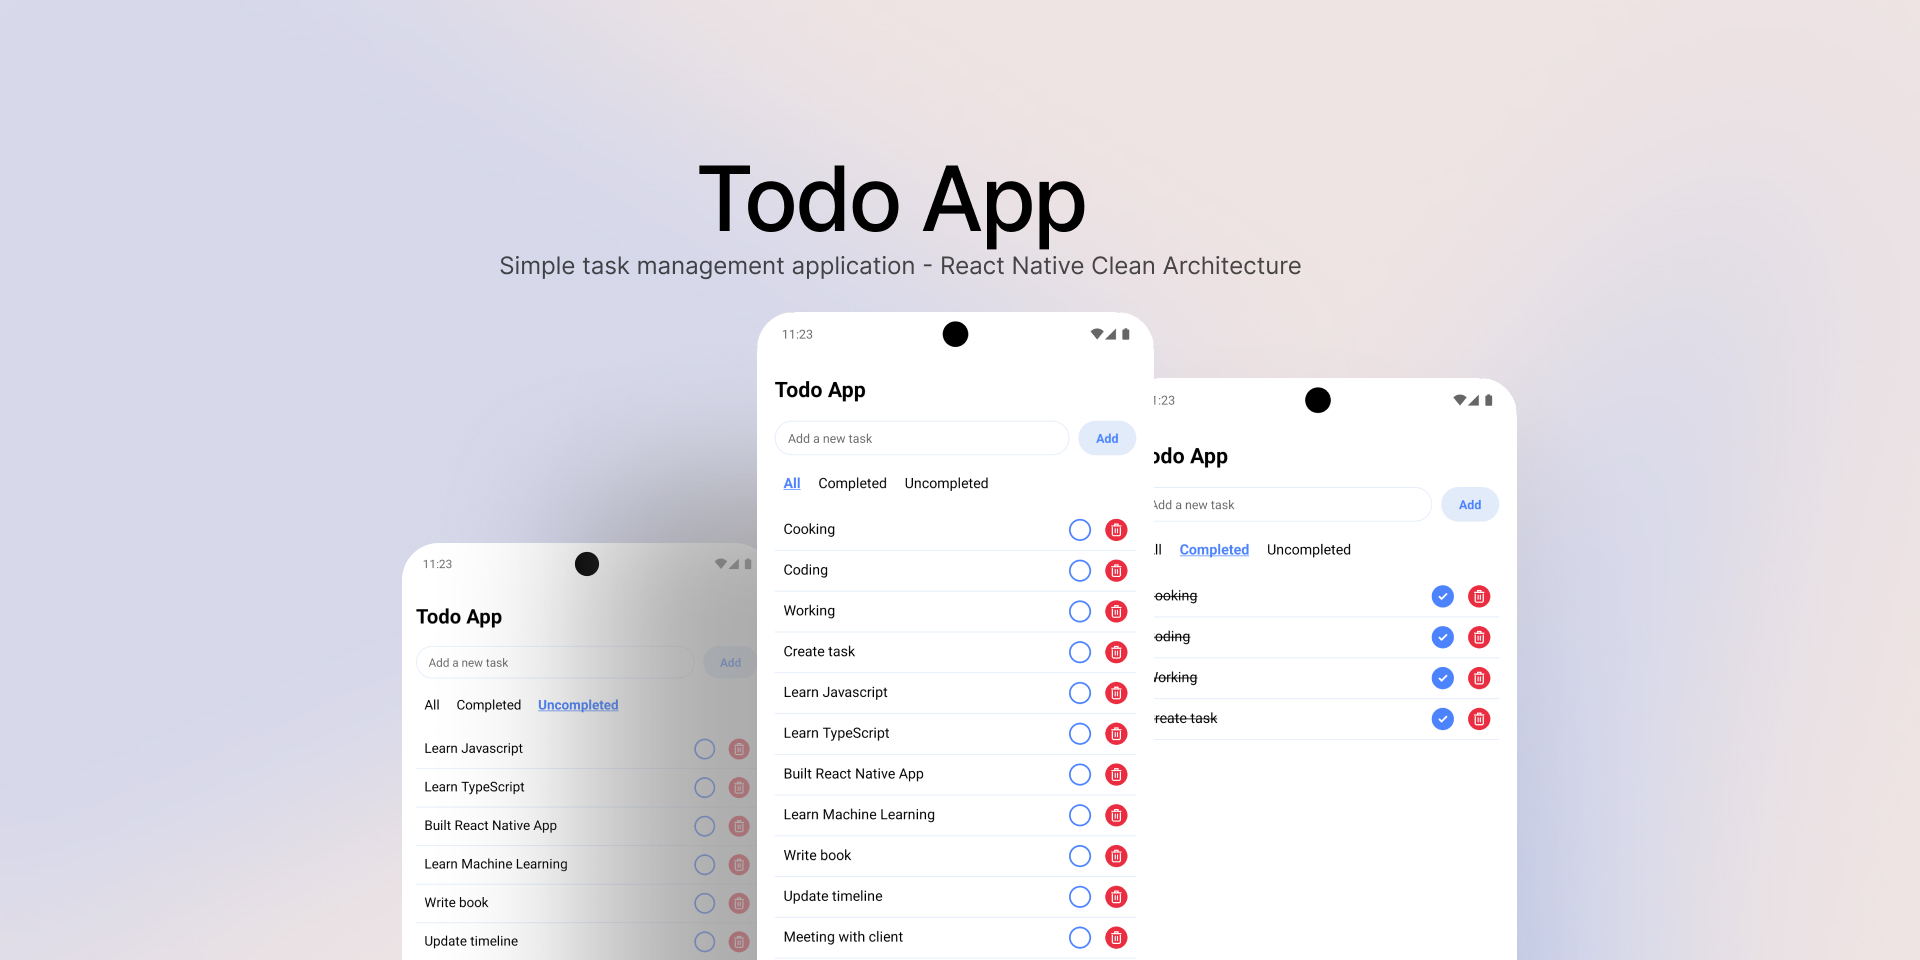 Todo App
Simple task management application - React Native Clean Architecture
11:23
Todo App
Add a new task
Add
All Completed Uncompleted
Learn Javascript
Learn TypeScript
Built React Native App
Learn Machine Learning
Write book
Update timeline
11:23
Todo App
Add a new task
Add
All Completed Uncompleted
Cooking
Coding
Working
Create task
Learn Javascript
Learn TypeScript
Built React Native App
Learn Machine Learning
Write book
Update timeline
Meeting with client
1:23
odo App
Add a new task
Add
ll Completed Uncompleted
ooking
oding
orking
reate task